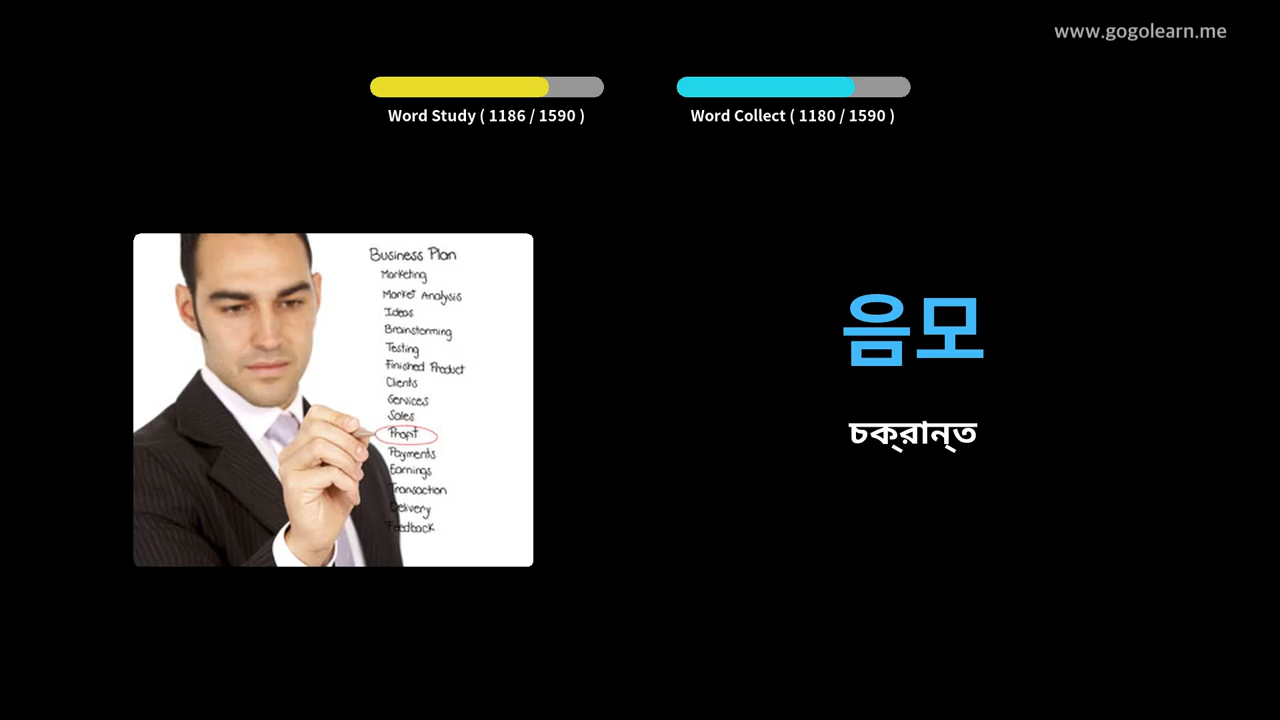 www.gogolearn.me
Word Study ( 1186 / 1590 )
Word Collect ( 1180 / 1590 )
Business Plan
Marketing
Market Analysis
Ideas
Brainstorming
Testing
Finished Product
Clients
Services
Sales
Profit
Payments
Earnings
Transaction
Delivery
Feedback
음모
চক্রান্ত